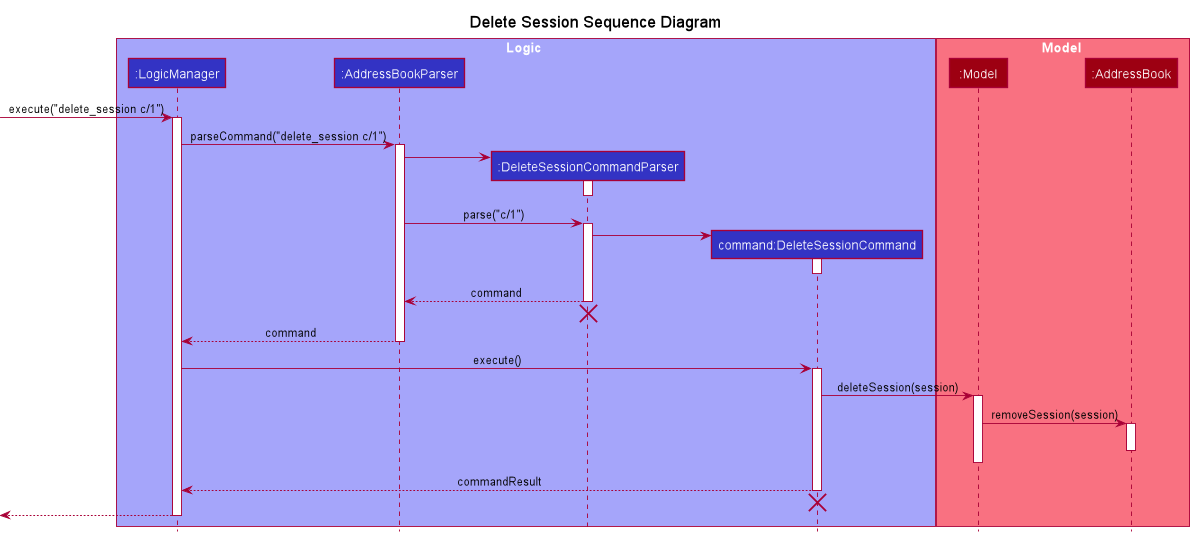 Delete Session Sequence Diagram
Logic
Model
:LogicManager
:AddressBookParser
:Model
:AddressBook
execute("delete_session c/1")
parseCommand("delete_session c/1")
:DeleteSessionCommandParser
parse("c/1")
command:DeleteSessionCommand
command
command
execute()
deleteSession(session)
removeSession(session)
commandResult